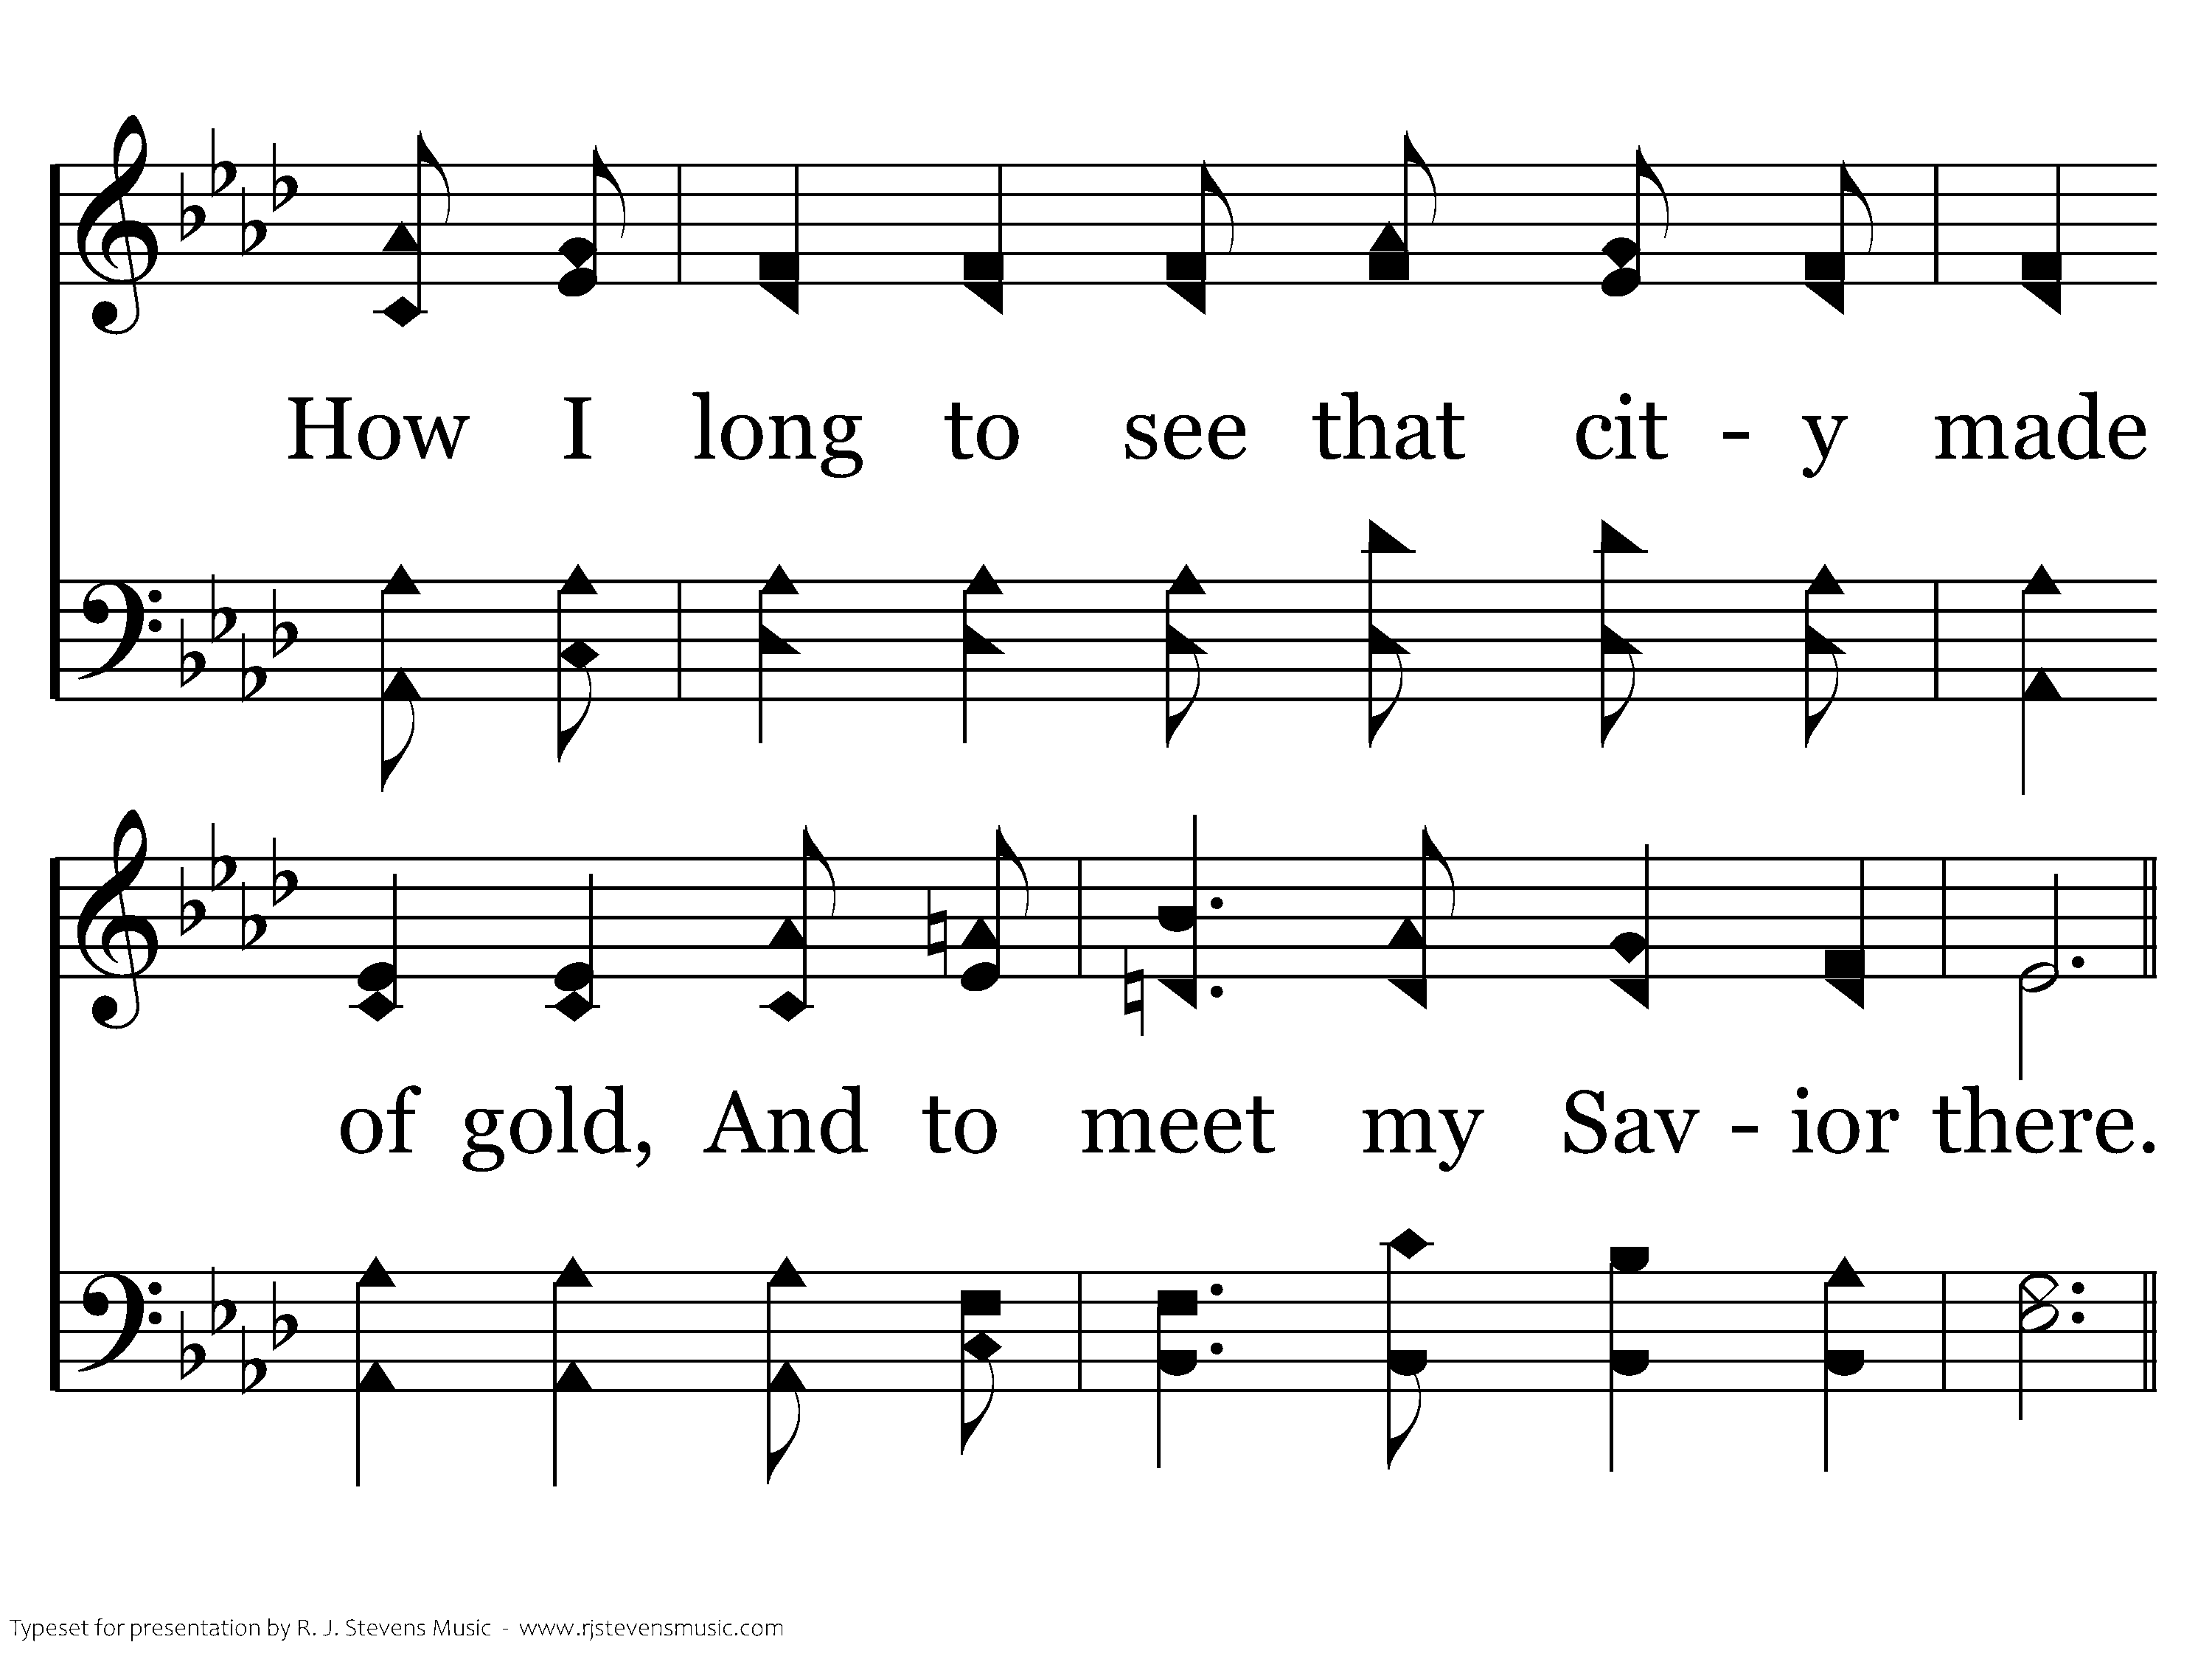 How I long to see that cit - y made
of gold, And to meet my Sav - ior there.
Typeset for presentation by R. J. Stevens Music - www.rjstevensmusic.com